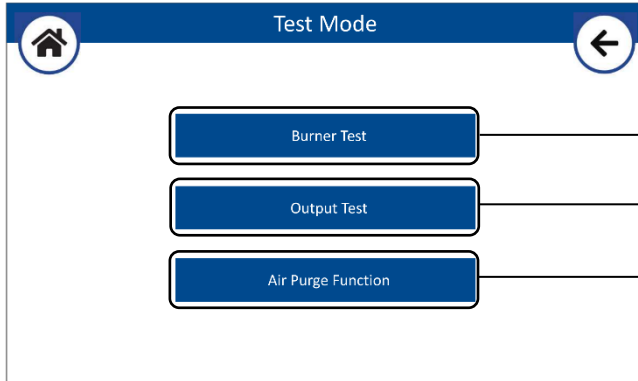 Test Mode
Burner Test
Output Test
Air Purge Function